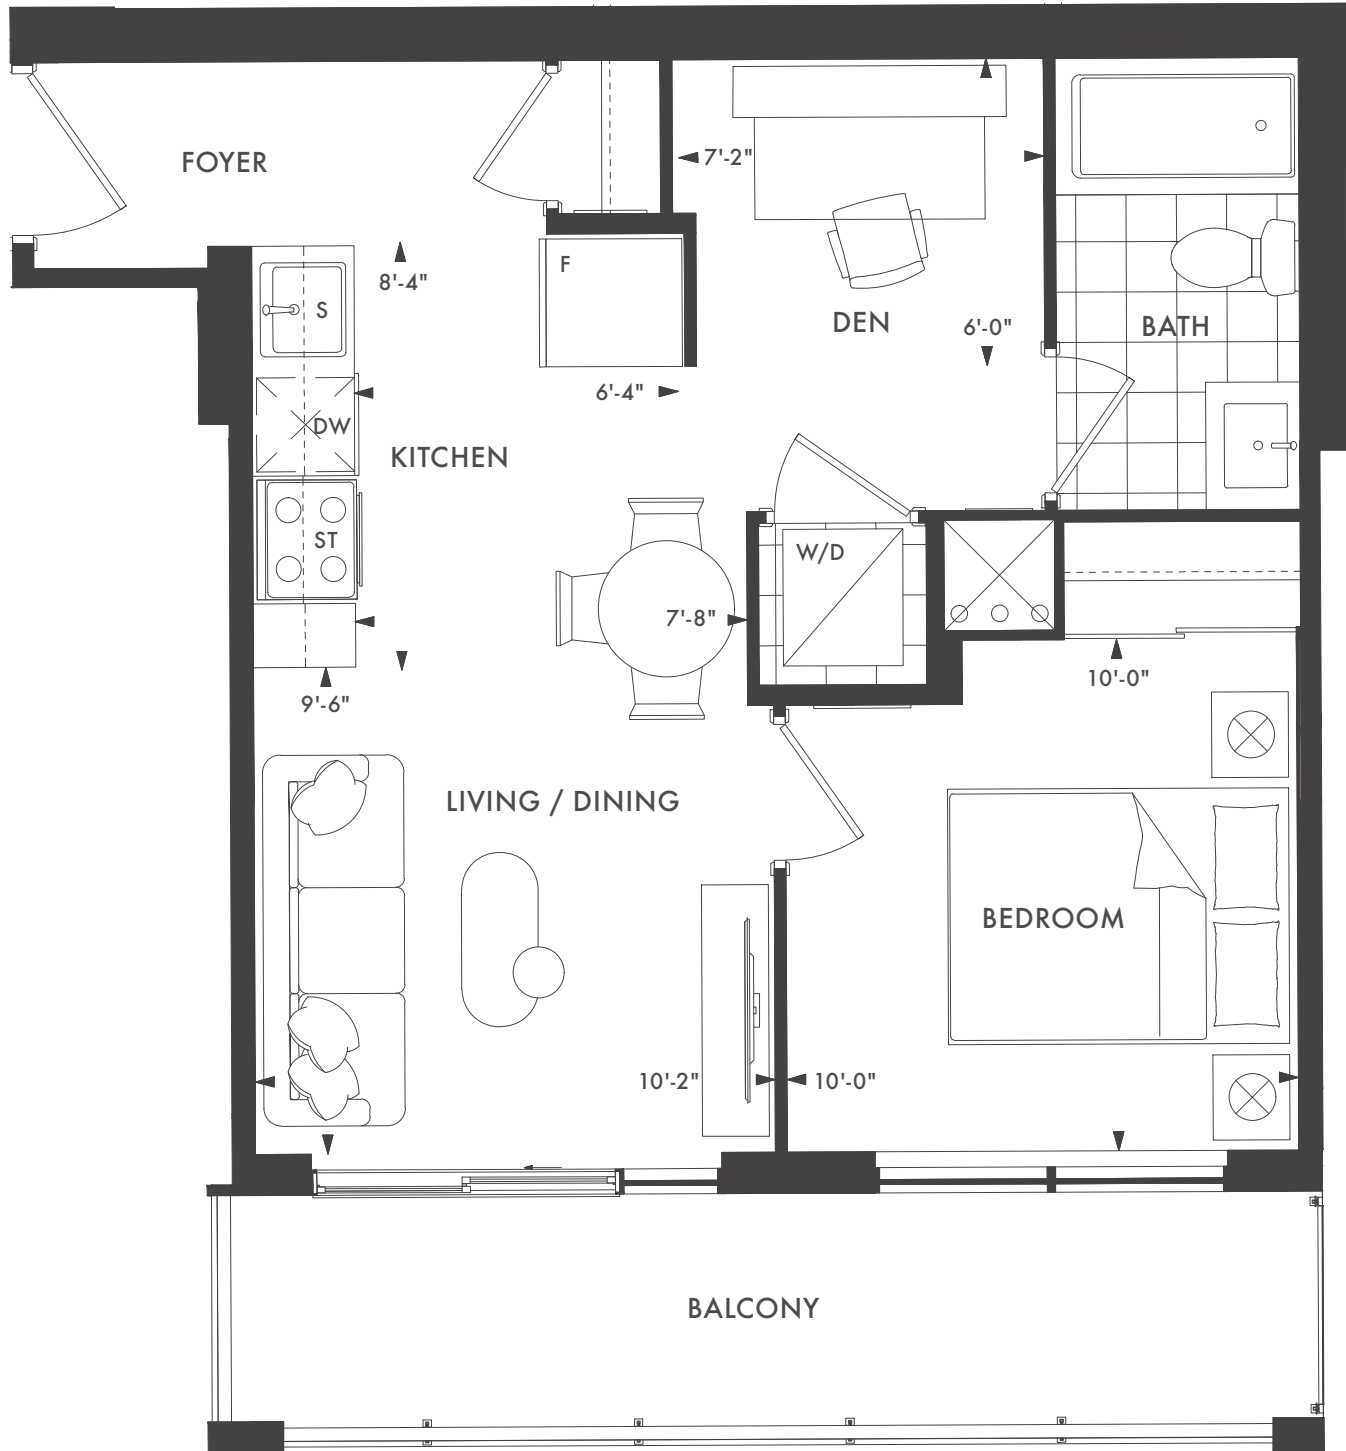 FOYER
7'-2"
8'-4"
F
S
DEN
6'-0"
BATH
6'-4"
DW
KITCHEN
ST
W/D
7'-8"
10'-0"
9'-6"
LIVING / DINING
BEDROOM
10'-2"
10'-0"
BALCONY